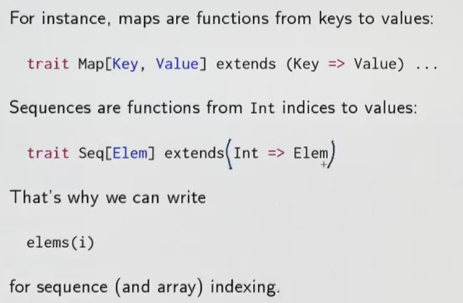 For instance, maps are functions from keys to values:
trait Map[Key, Value] extends (Key => Value) ...
Sequences are functions from Int indices to values:
trait Seq[Elem] extends(Int => Elem)
That's why we can write
elems(i)
for sequence (and array) indexing.